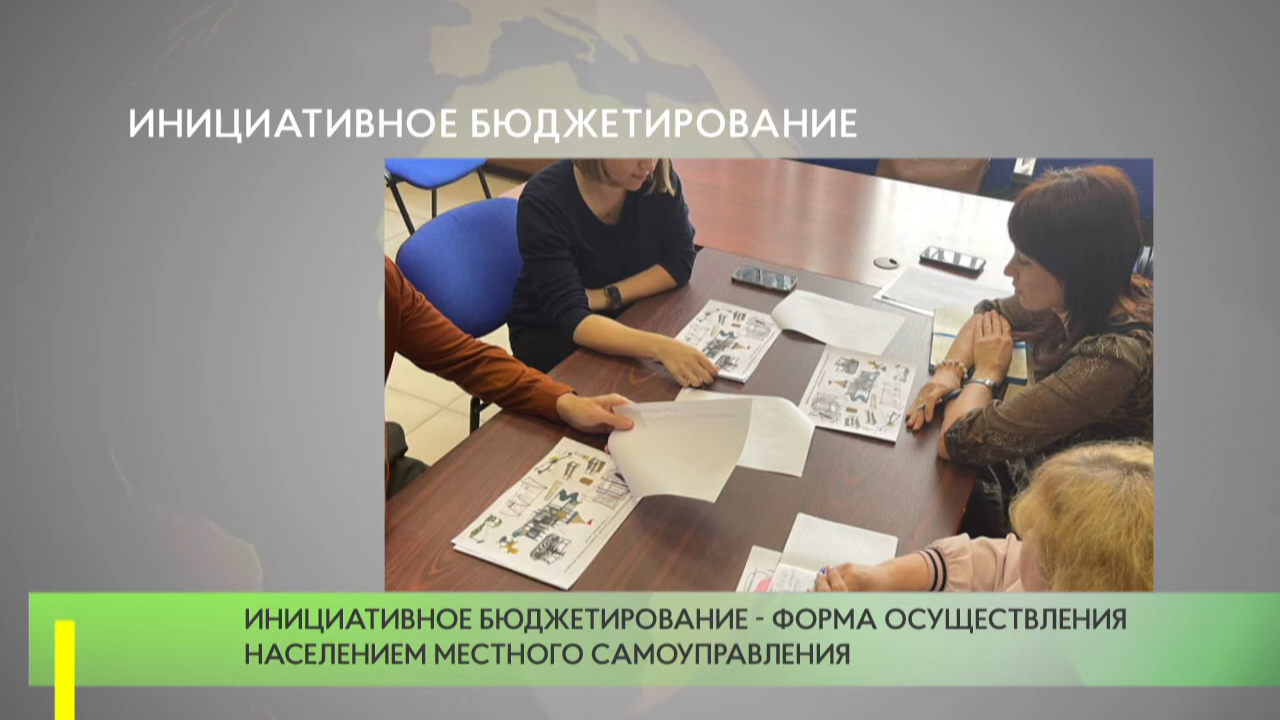 ИНИЦИАТИВНОЕ БЮДЖЕТИРОВАНИЕ
ИНИЦИАТИВНОЕ БЮДЖЕТИРОВАНИЕ - ФОРМА ОСУЩЕСТВЛЕНИЯ
НАСЕЛЕНИЕМ МЕСТНОГО САМОУПРАВЛЕНИЯ